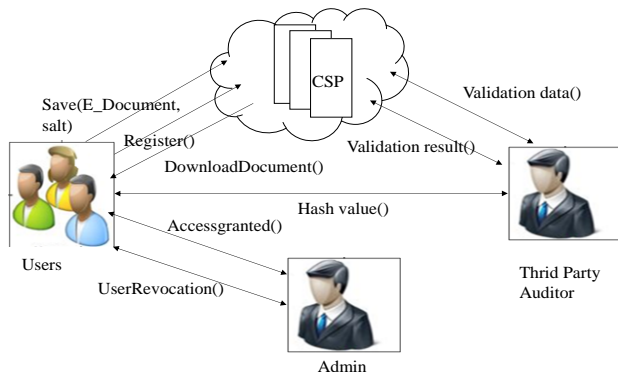 CSP
Save(E_Document,
salt)
Validation data()
Register()
Validation result()
DownloadDocument()
Hash value()
Accessgranted()
Users
Thrid Party
Auditor
UserRevocation()
Admin